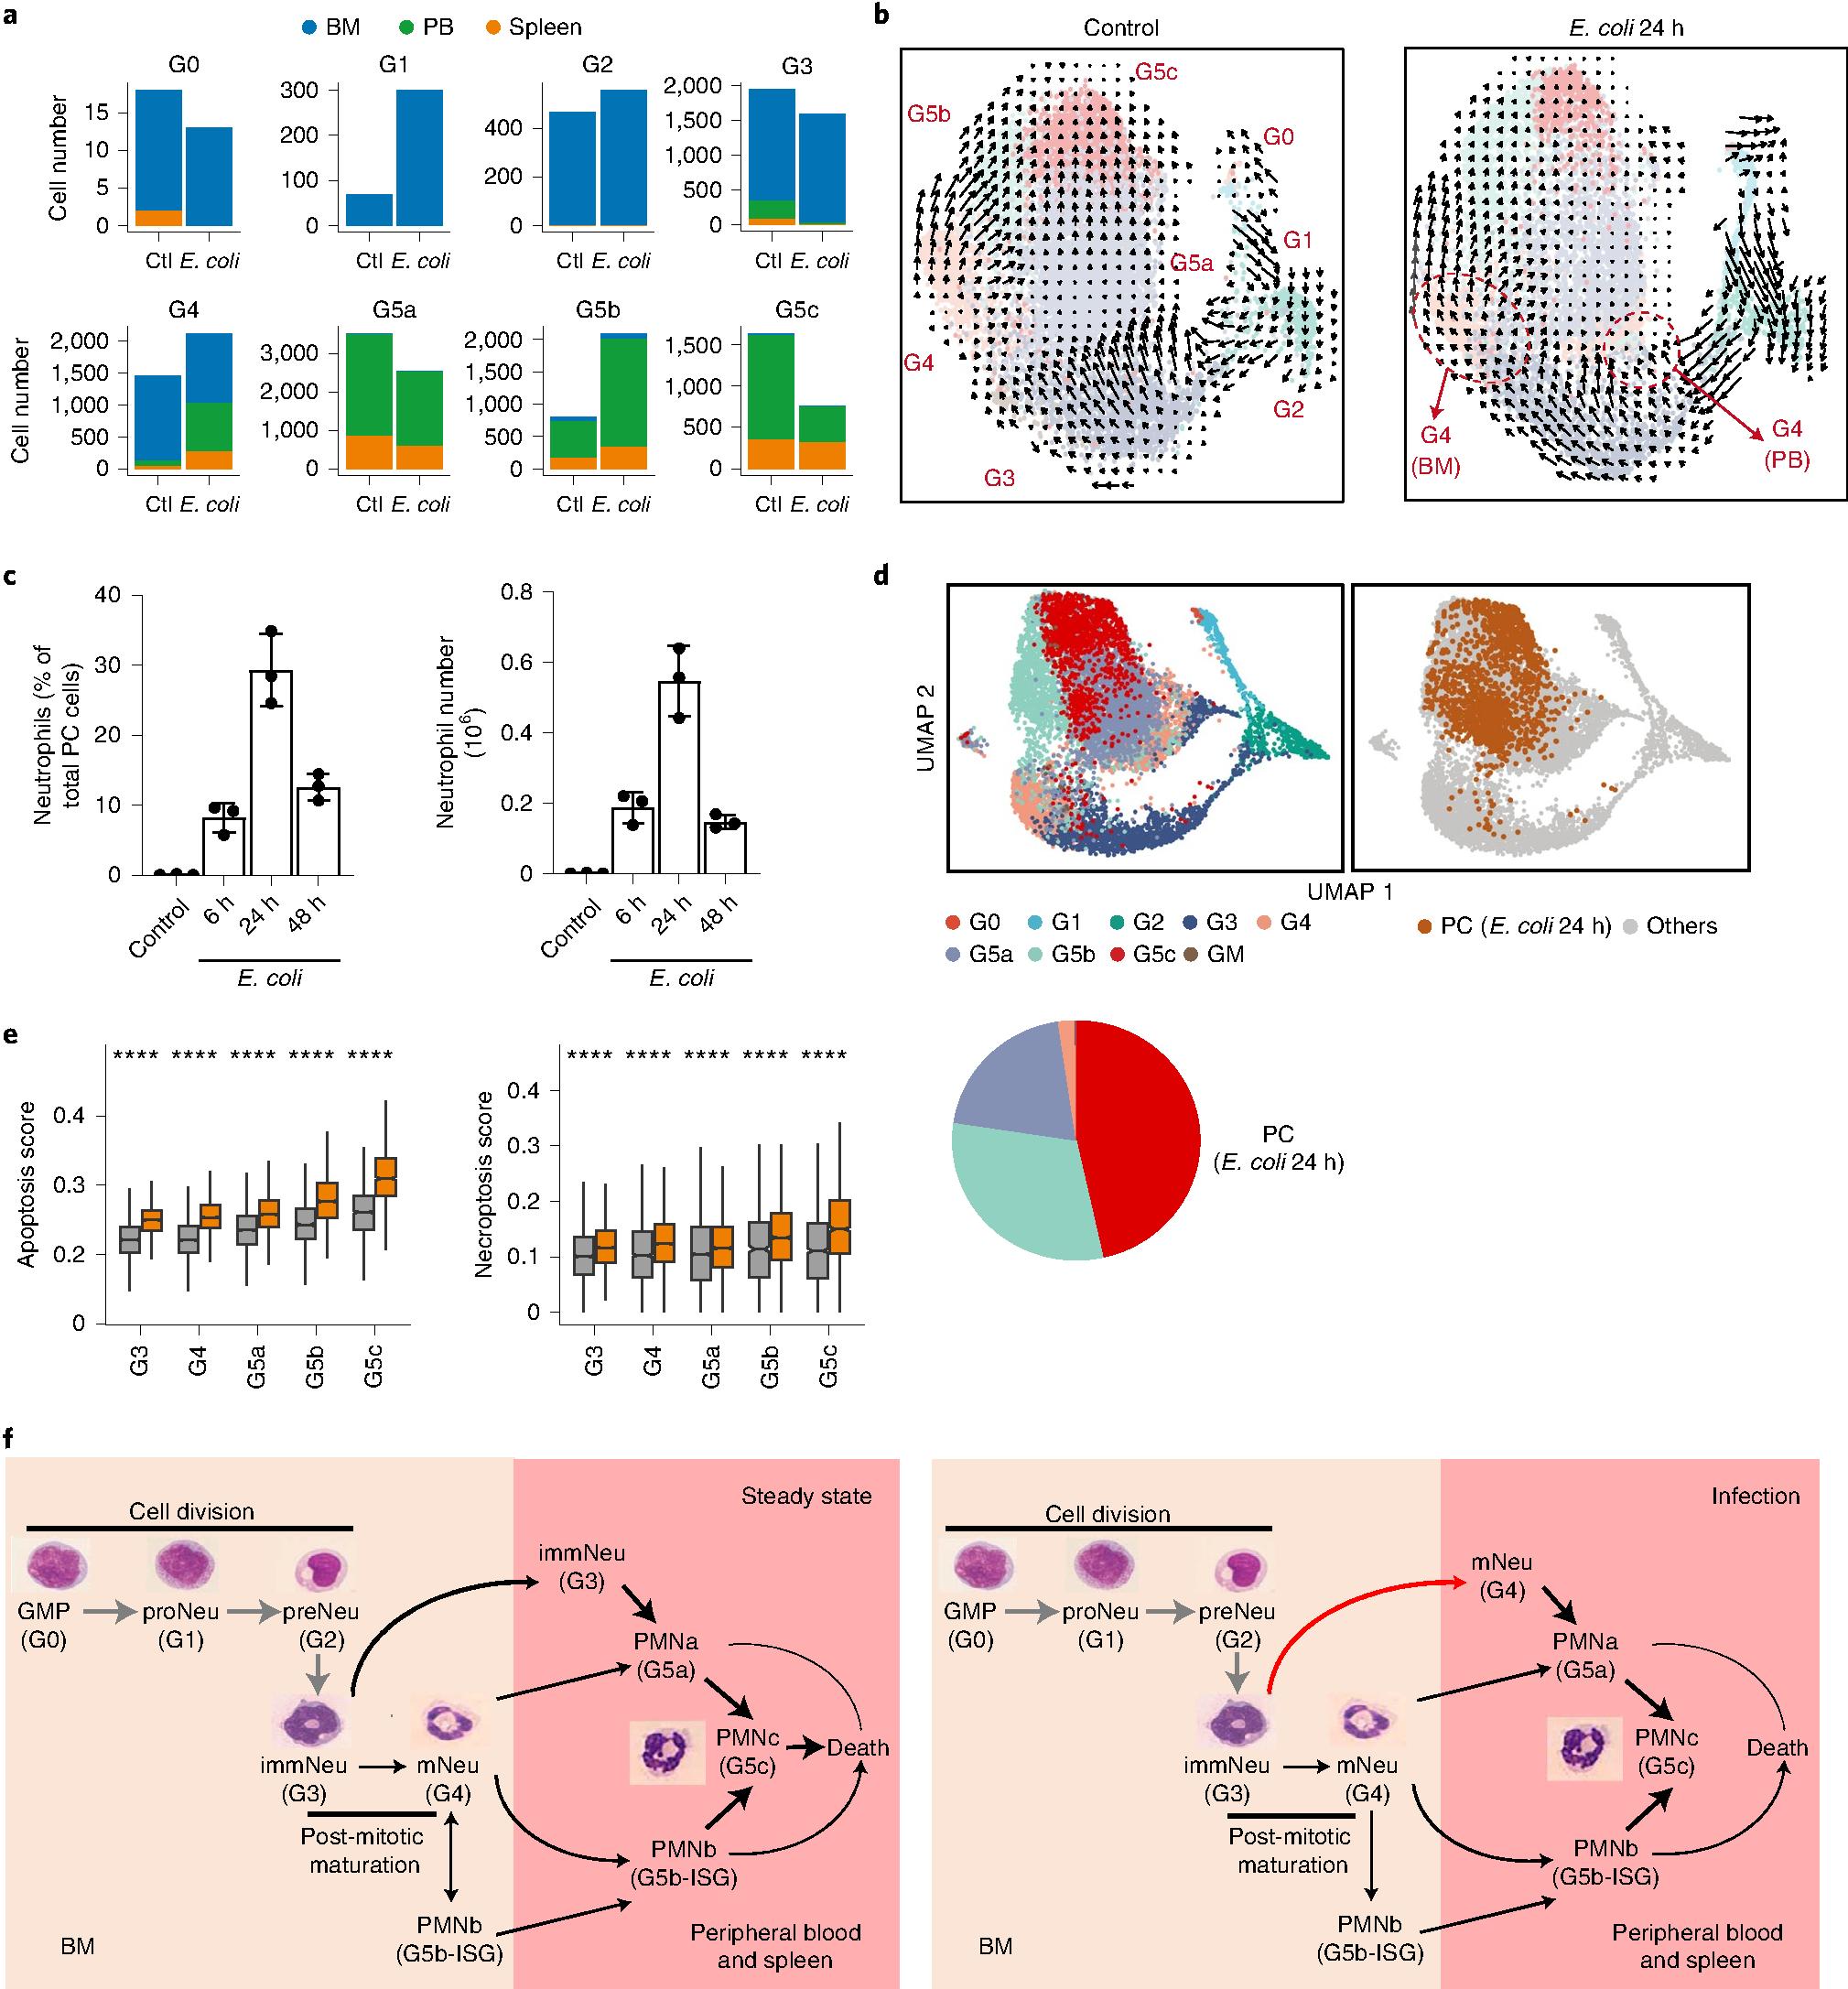 a
BM PB Spleen
G0 G1 G2 G3
Cell number
15
10
5
0
Ctl E. coli
300
200
100
0
Ctl E. coli
400
200
0
Ctl E. coli
2,000
1,500
1,000
500
0
Ctl E. coli
G4 G5a G5b G5c
Cell number
2,000
1,500
1,000
500
0
Ctl E. coli
3,000
2,000
1,000
0
Ctl E. coli
2,000
1,500
1,000
500
0
Ctl E. coli
1,500
1,000
500
0
Ctl E. coli
b
Control
G5c
G5b
G0
G1
G5a
G4
G2
G3
E. coli 24 h
G4
(BM)
G4
(PB)
c
Neutrophils (% of
total PC cells)
40
30
20
10
0
Control
6 h
24 h
48 h
E. coli
Neutrophil number
(10⁶)
0.8
0.6
0.4
0.2
0
Control
6 h
24 h
48 h
E. coli
d
UMAP 2
UMAP 1
G0 G1 G2 G3 G4
G5a G5b G5c GM
PC (E. coli 24 h) Others
PC
(E. coli 24 h)
e
Apoptosis score
**** **** **** **** ****
0.4
0.3
0.2
0
G3
G4
G5a
G5b
G5c
Necroptosis score
**** **** **** **** ****
0.4
0.3
0.2
0.1
0
G3
G4
G5a
G5b
G5c
f
Steady state
Cell division
immNeu
(G3)
GMP
(G0)
proNeu
(G1)
preNeu
(G2)
PMNa
(G5a)
PMNc
(G5c)
Death
immNeu
(G3)
mNeu
(G4)
Post-mitotic
maturation
PMNb
(G5b-ISG)
PMNb
(G5b-ISG)
BM
Peripheral blood
and spleen
Infection
Cell division
mNeu
(G4)
GMP
(G0)
proNeu
(G1)
preNeu
(G2)
PMNa
(G5a)
PMNc
(G5c)
Death
immNeu
(G3)
mNeu
(G4)
Post-mitotic
maturation
PMNb
(G5b-ISG)
PMNb
(G5b-ISG)
BM
Peripheral blood
and spleen